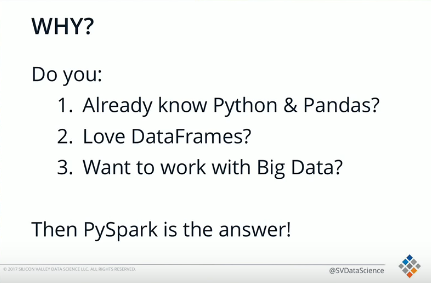 WHY?
Do you:
1. Already know Python & Pandas?
2. Love DataFrames?
3. Want to work with Big Data?
Then PySpark is the answer!
© 2017 SILICON VALLEY DATA SCIENCE LLC. ALL RIGHTS RESERVED.
@SVDataScience